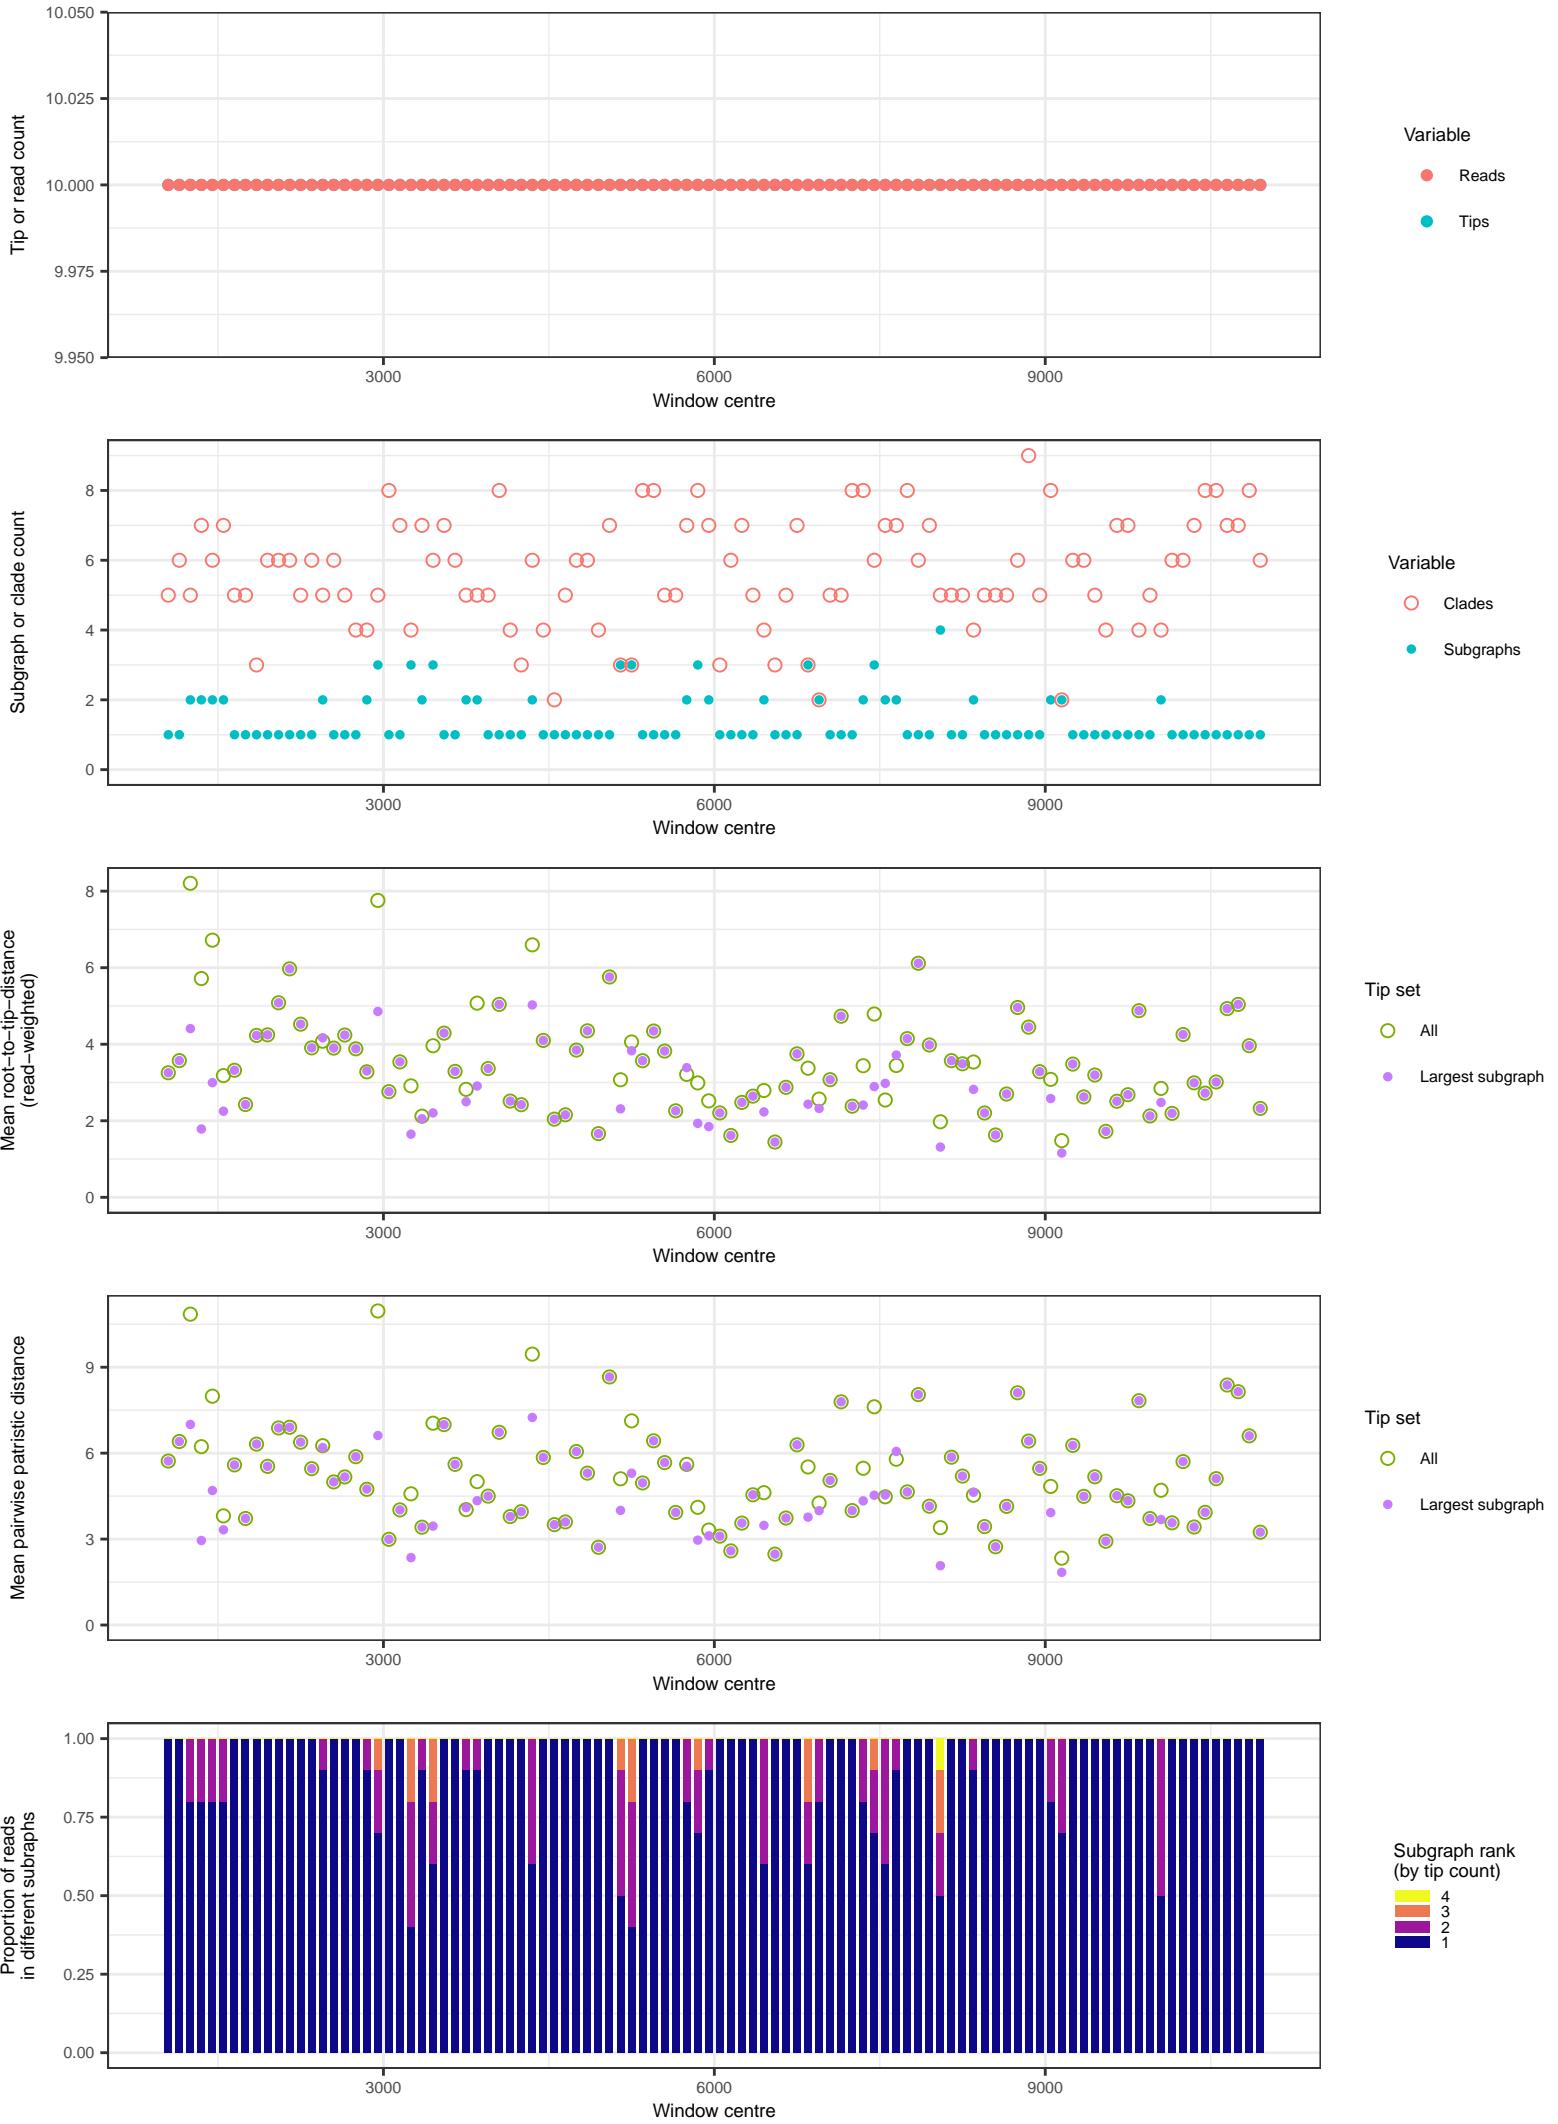 10.050
10.025
10.000
9.975
9.950
Tip or read count
3000 6000 9000
Window centre
Variable
Reads
Tips
8
6
4
2
0
Subgraph or clade count
3000 6000 9000
Window centre
Variable
Clades
Subgraphs
8
6
4
2
0
Mean root−to−tip−distance
(read−weighted)
3000 6000 9000
Window centre
Tip set
All
Largest subgraph
9
6
3
0
Mean pairwise patristic distance
3000 6000 9000
Window centre
Tip set
All
Largest subgraph
1.00
0.75
0.50
0.25
0.00
Proportion of reads
in different subraphs
3000 6000 9000
Window centre
Subgraph rank
(by tip count)
4
3
2
1